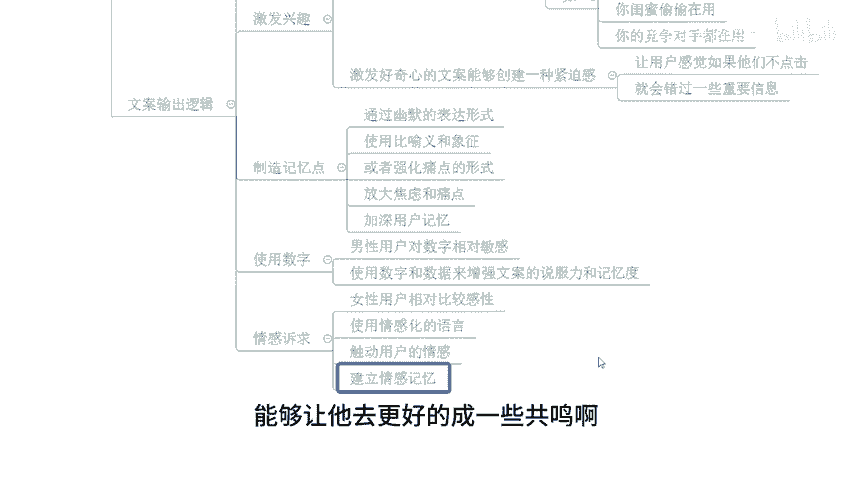 激发兴趣
你闺蜜偷偷在用
你的竞争对手都在用
激发好奇心的文案能够创建一种紧迫感
让用户感觉如果他们不点击
就会错过一些重要信息
文案输出逻辑
制造记忆点
通过幽默的表达形式
使用比喻义和象征
或者强化痛点的形式
放大焦虑和痛点
加深用户记忆
使用数字
男性用户对数字相对敏感
使用数字和数据来增强文案的说服力和记忆度
情感诉求
女性用户相对比较感性
使用情感化的语言
触动用户的情感
建立情感记忆
能够让他去更好的成一些共鸣啊